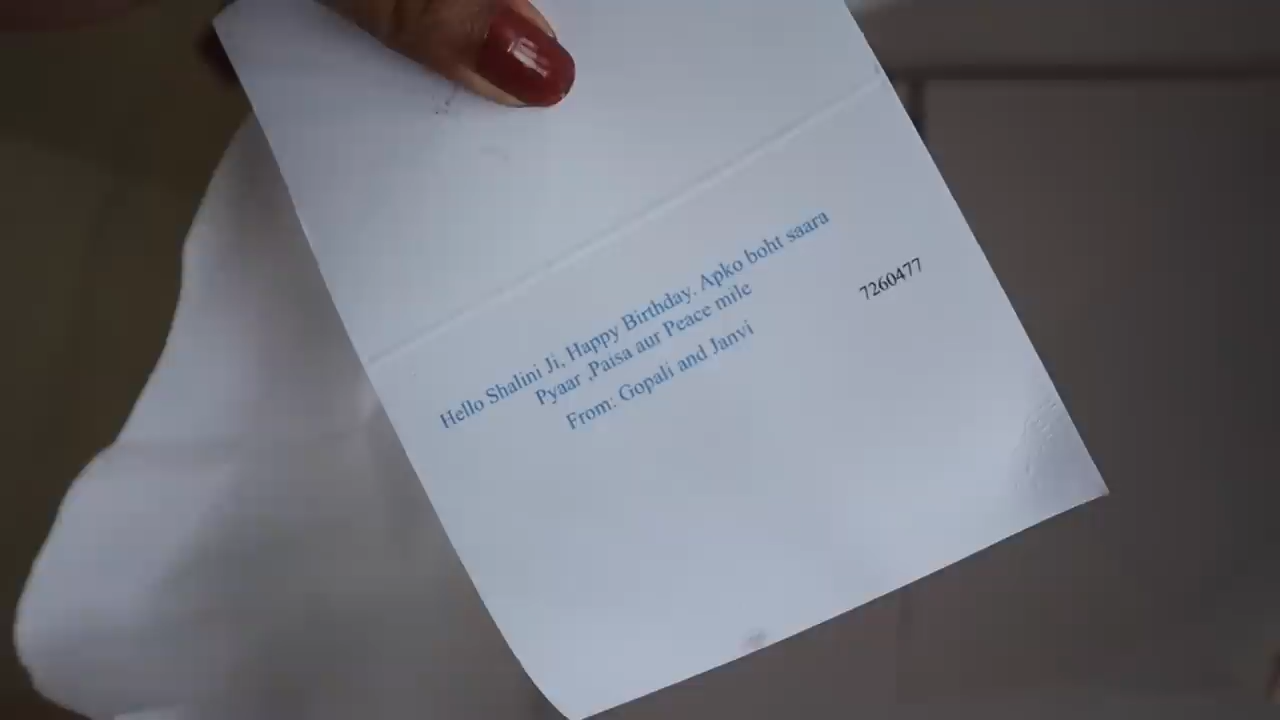 Hello Shalini Ji, Happy Birthday. Apko boht saara
Pyaar ,Paisa aur Peace mile
From: Gopali and Janvi
7260477